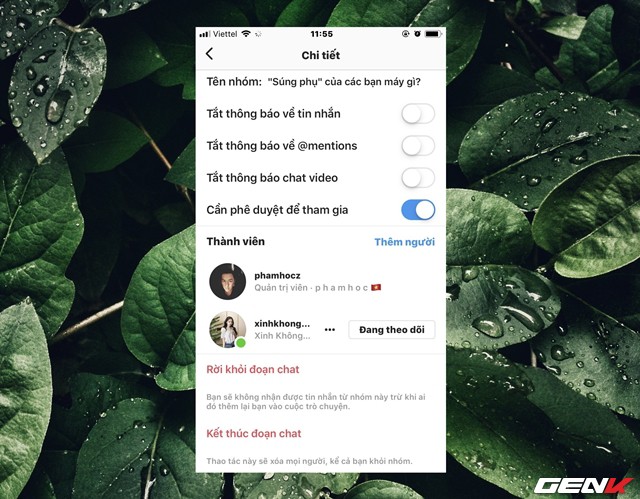 Viettel 11:55
Chi tiết
Tên nhóm: "Súng phụ" của các bạn máy gì?
Tắt thông báo về tin nhắn
Tắt thông báo về @mentions
Tắt thông báo chat video
Cần phê duyệt để tham gia
Thành viên Thêm người
phamhocz
Quản trị viên · p h a m h o c
xinhkhong...
Xinh Không... Đang theo dõi
Rời khỏi đoạn chat
Bạn sẽ không nhận được tin nhắn từ nhóm này trừ khi ai
đó thêm lại bạn vào cuộc trò chuyện.
Kết thúc đoạn chat
Thao tác này sẽ xóa mọi người, kể cả bạn khỏi nhóm.
GENK